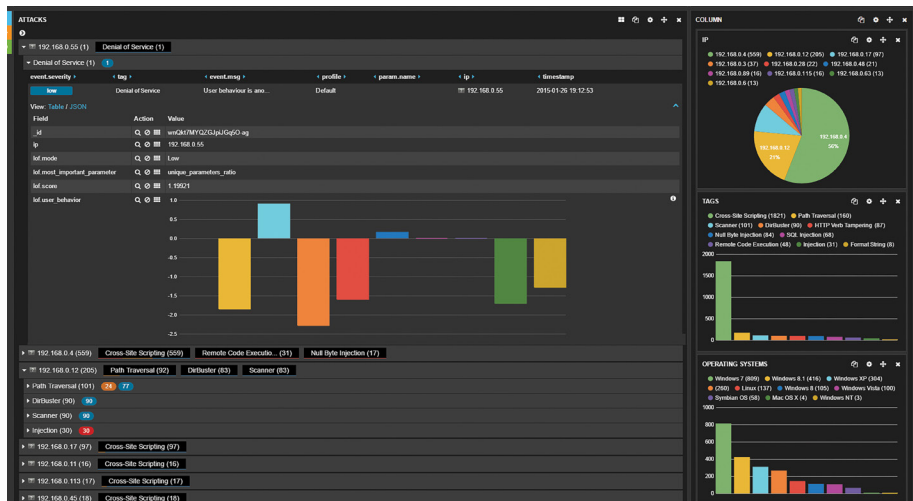 ATTACKS
192.168.0.55 (1) Denial of Service (1)
Denial of Service (1) 1
event.severity tag event.msg profile param.name ip timestamp
low Denial of Service User behaviour is ano... Default 192.168.0.55 2015-01-26 19:12:53
View: Table / JSON
Field Action Value
_id wnQkt7MYQZGJpiJGq5O-ag
ip 192.168.0.55
lof.mode Low
lof.most_important_parameter unique_parameters_ratio
lof.score 1.19921
lof.user_behavior
1.0
0.5
0.0
-0.5
-1.0
-1.5
-2.0
-2.5
192.168.0.4 (559) Cross-Site Scripting (559) Remote Code Executio... (31) Null Byte Injection (17)
192.168.0.12 (205) Path Traversal (92) DirBuster (83) Scanner (83)
Path Traversal (101) 24 77
DirBuster (90) 90
Scanner (90) 90
Injection (30) 30
192.168.0.17 (97) Cross-Site Scripting (97)
192.168.0.11 (16) Cross-Site Scripting (16)
192.168.0.113 (17) Cross-Site Scripting (17)
192.168.0.45 (18) Cross-Site Scripting (18)
COLUMN
IP
192.168.0.4 (559) 192.168.0.12 (205) 192.168.0.17 (97)
192.168.0.3 (37) 192.168.0.28 (22) 192.168.0.48 (21)
192.168.0.89 (16) 192.168.0.115 (16) 192.168.0.63 (13)
192.168.0.6 (13)
192.168.0.4
56%
192.168.0.12
21%
TAGS
Cross-Site Scripting (1821) Path Traversal (160)
Scanner (101) DirBuster (90) HTTP Verb Tampering (87)
Null Byte Injection (84) SQL Injection (68)
Remote Code Execution (48) Injection (31) Format String (8)
2000
1500
1000
500
0
OPERATING SYSTEMS
Windows 7 (809) Windows 8.1 (416) Windows XP (304)
(260) Linux (137) Windows 8 (105) Windows Vista (100)
Symbian OS (58) Mac OS X (4) Windows NT (3)
1000
800
600
400
200
0